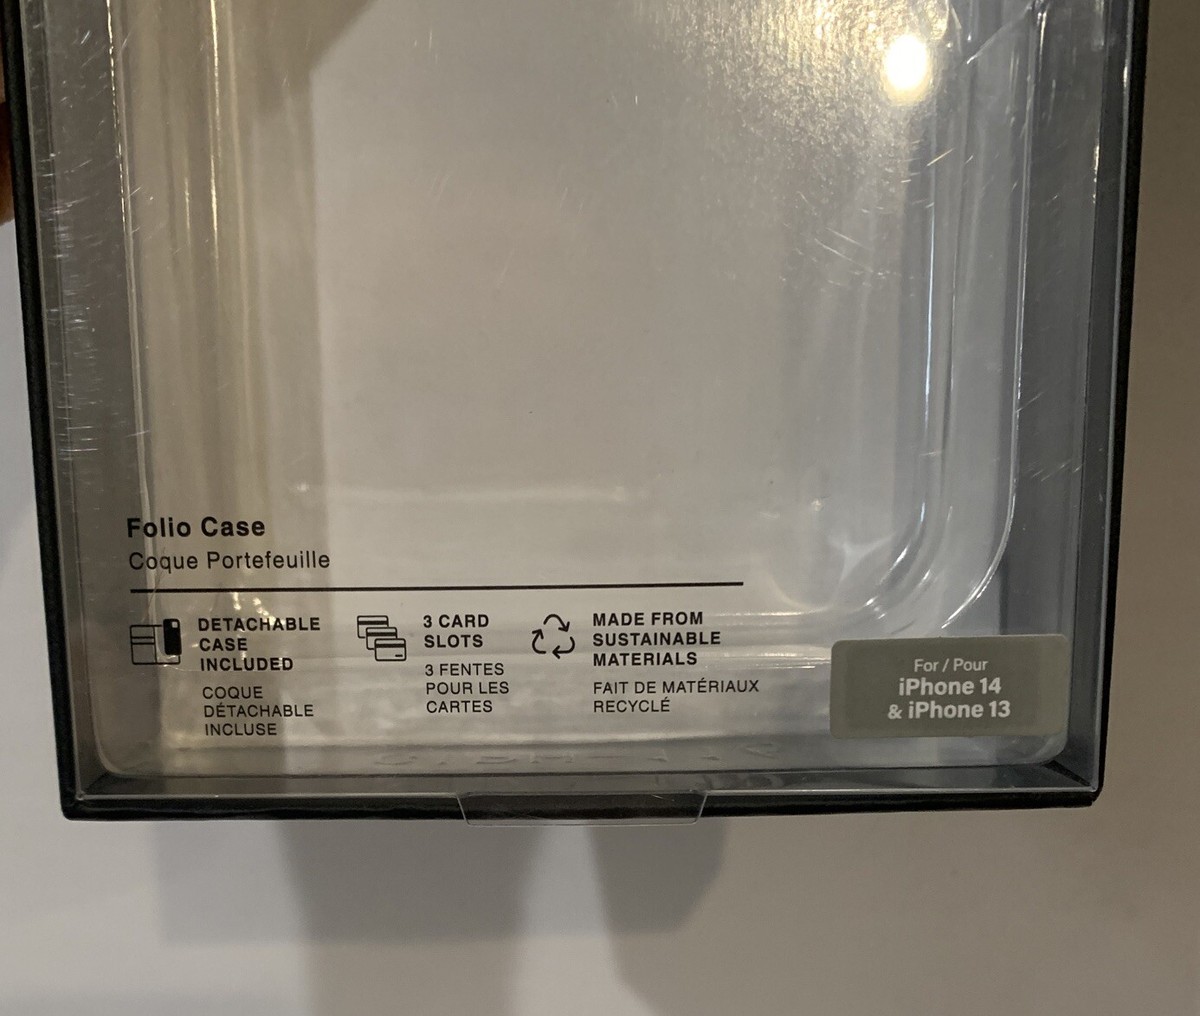 Folio Case
Coque Portefeuille
DETACHABLE
CASE
INCLUDED
COQUE
DÉTACHABLE
INCLUSE
3 CARD
SLOTS
3 FENTES
POUR LES
CARTES
MADE FROM
SUSTAINABLE
MATERIALS
FAIT DE MATÉRIAUX
RECYCLÉ
For / Pour
iPhone 14
& iPhone 13